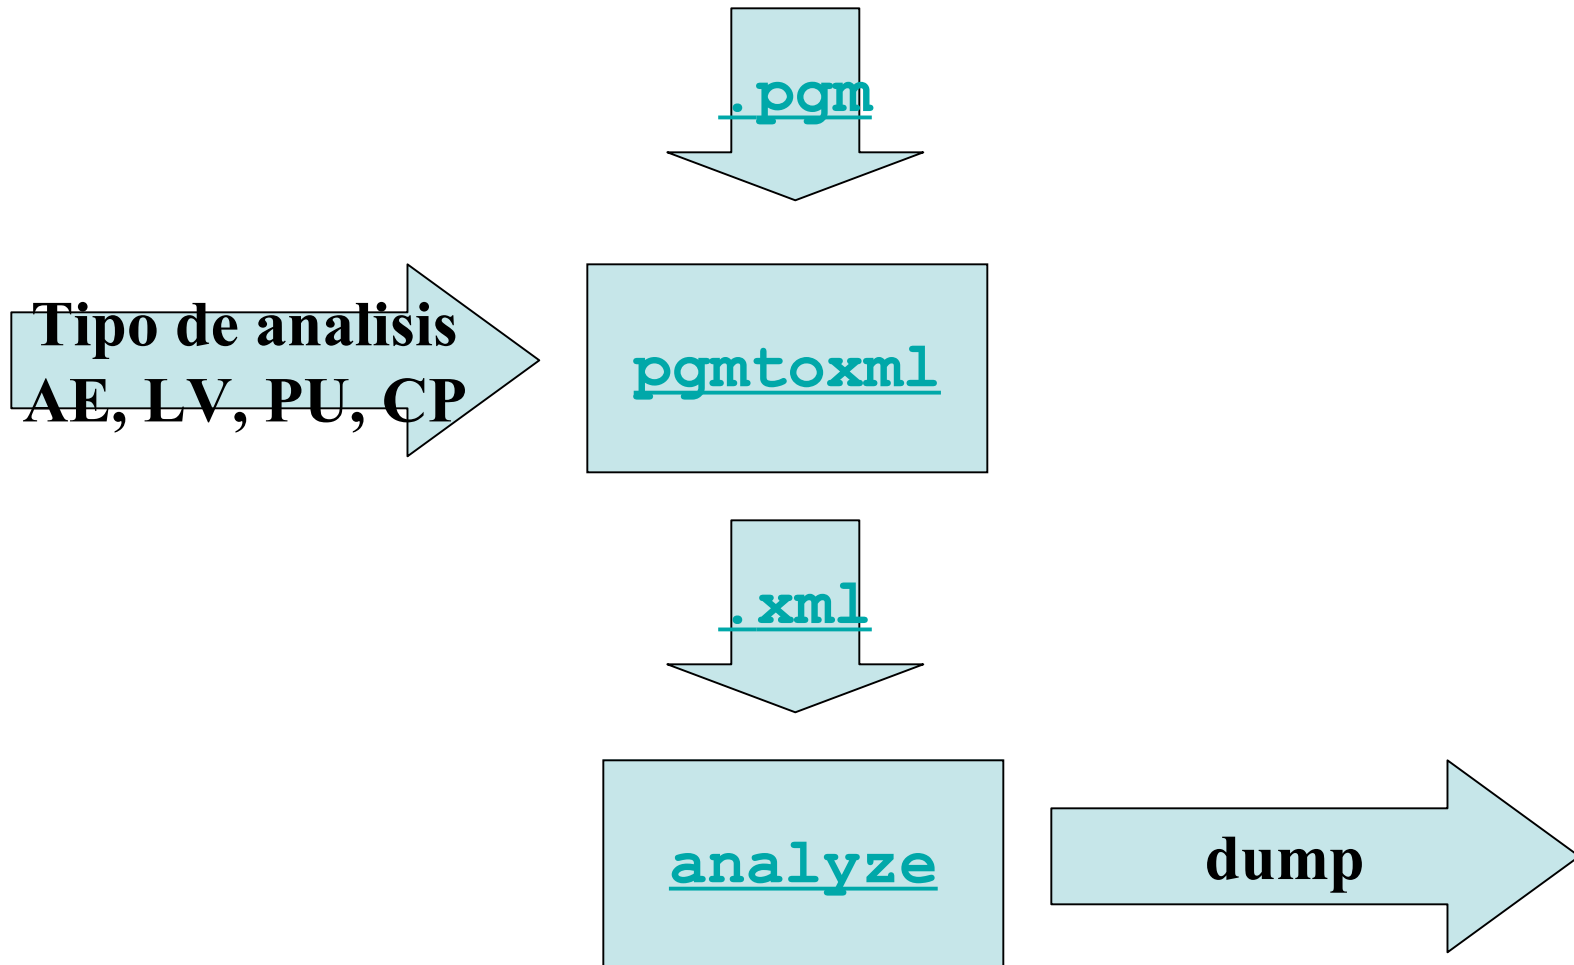 .pgm
Tipo de analisis
AE, LV, PU, CP
pgmtoxml
.xml
analyze
dump